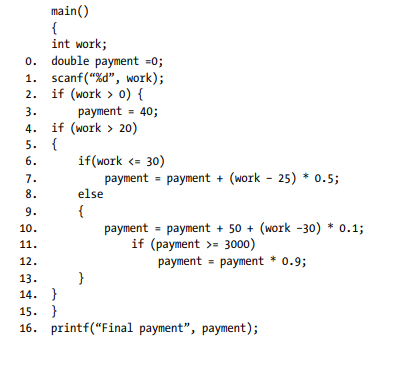 main()
{
int work;
0. double payment =0;
1. scanf(“%d”, work);
2. if (work > 0) {
3. payment = 40;
4. if (work > 20)
5. {
6. if(work <= 30)
7. payment = payment + (work - 25) * 0.5;
8. else
9. {
10. payment = payment + 50 + (work -30) * 0.1;
11. if (payment >= 3000)
12. payment = payment * 0.9;
13. }
14. }
15. }
16. printf(“Final payment”, payment);